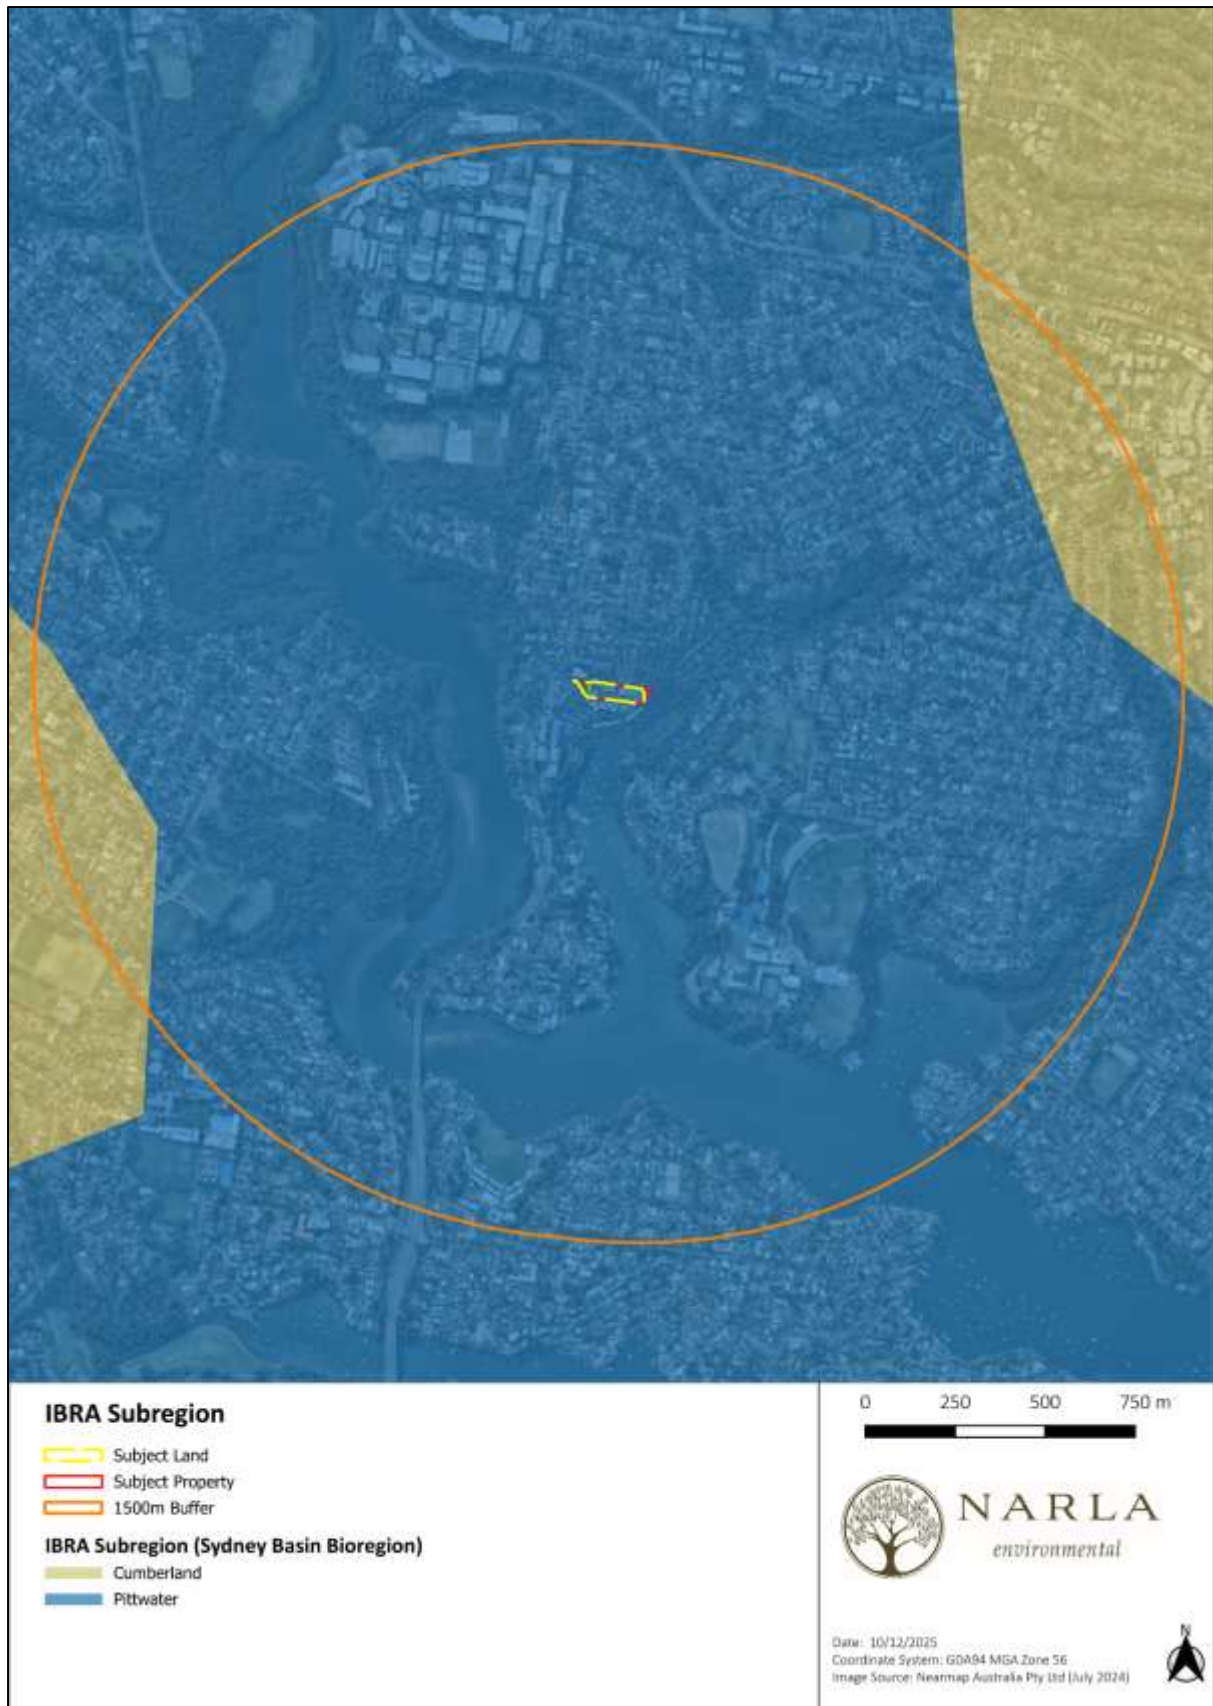 IBRA Subregion
Subject Land
Subject Property
1500m Buffer
IBRA Subregion (Sydney Basin Bioregion)
Cumberland
Pittwater
0 250 500 750 m
NARLA
environmental
N
Date: 10/12/2025
Coordinate System: GDA94 MGA Zone 56
Image Source: Nearmap Australia Pty Ltd (July 2024)